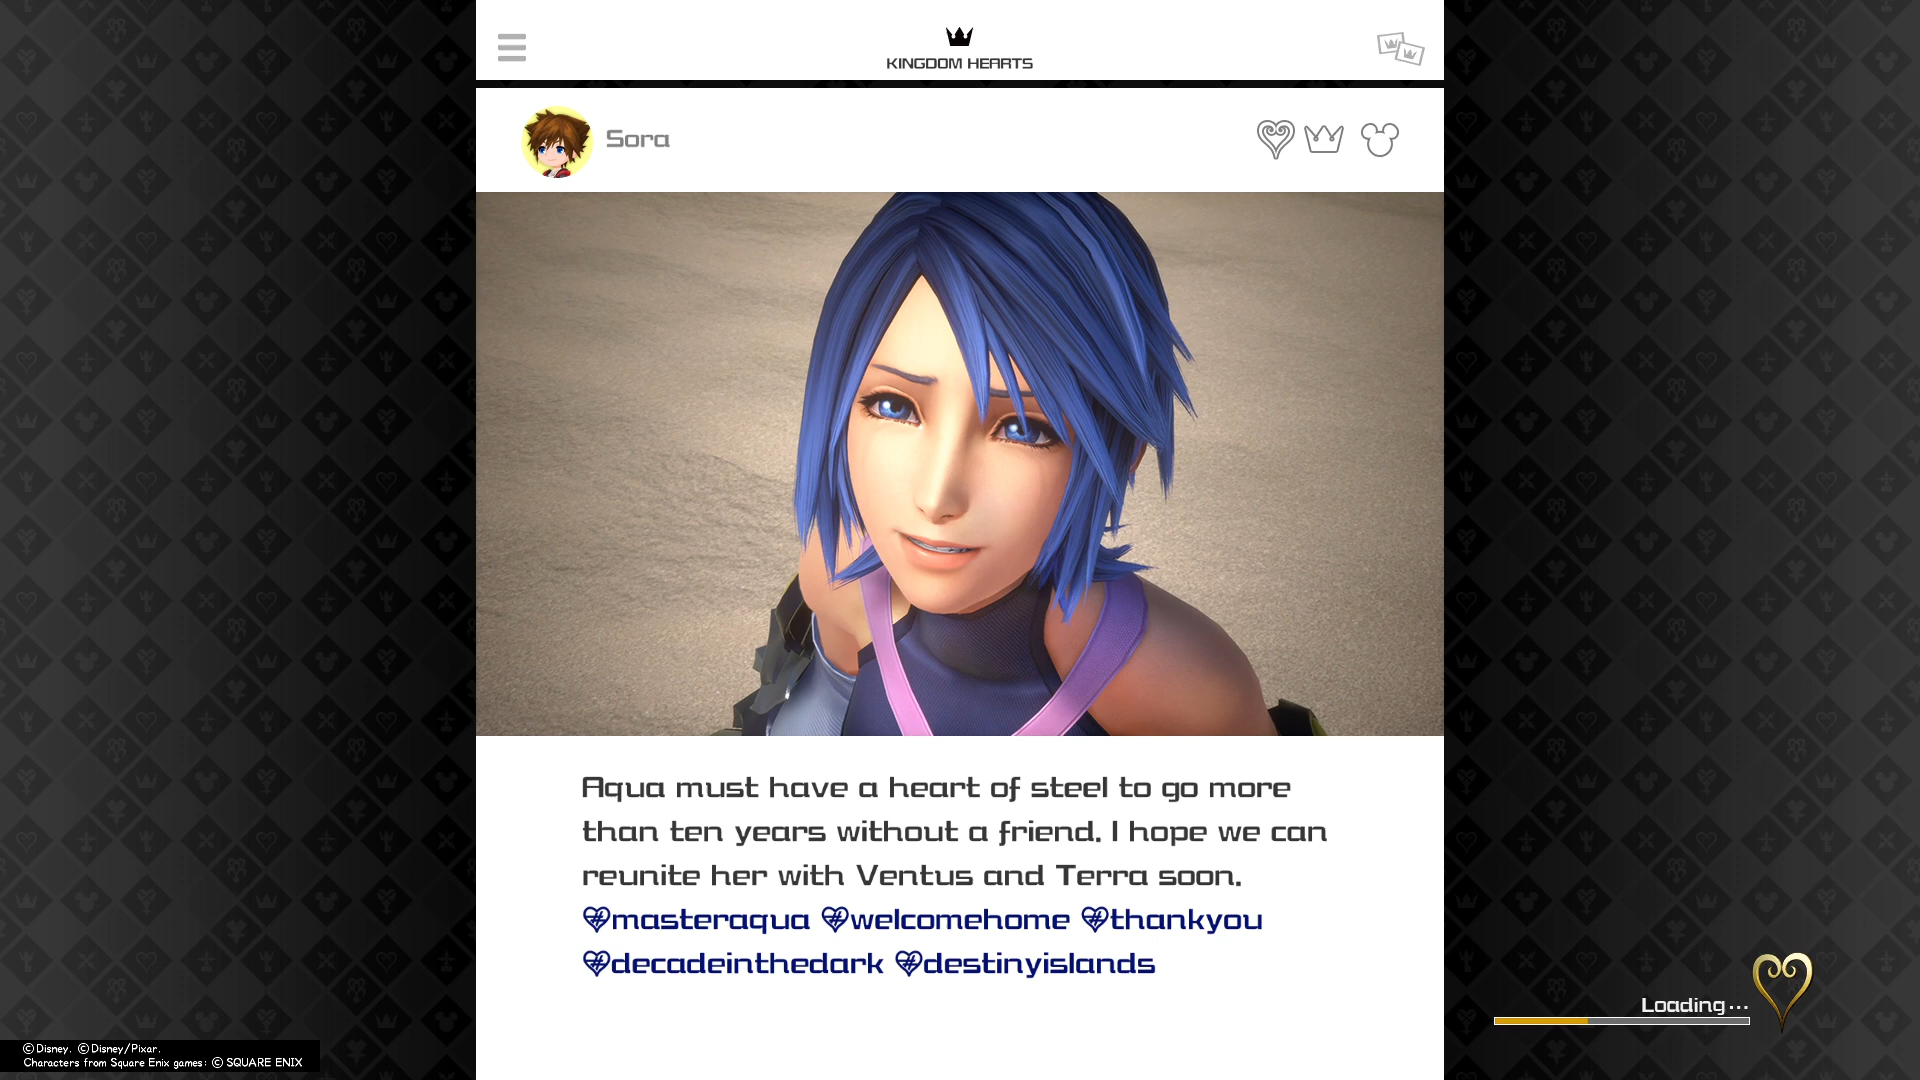 KINGDOM HEARTS
Sora
Aqua must have a heart of steel to go more
than ten years without a friend. I hope we can
reunite her with Ventus and Terra soon.
#masteraqua #welcomehome #thankyou
#decadeinthedark #destinyislands
Loading...
©Disney. ©Disney/Pixar.
Characters from Square Enix games: © SQUARE ENIX